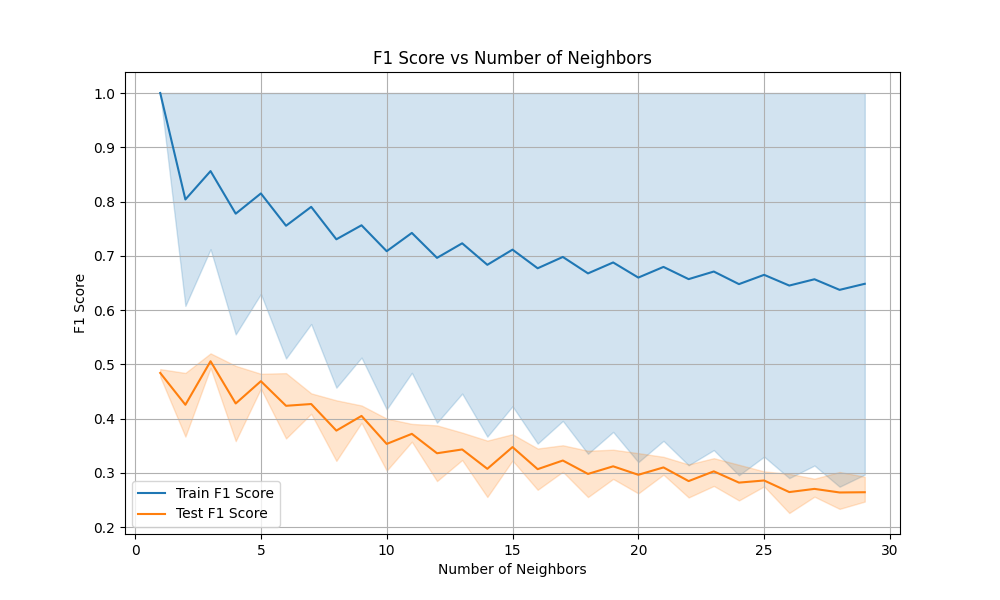 F1 Score vs Number of Neighbors
1.0
0.9
0.8
0.7
0.6
0.5
0.4
0.3
0.2
F1 Score
Train F1 Score
Test F1 Score
0 5 10 15 20 25 30
Number of Neighbors